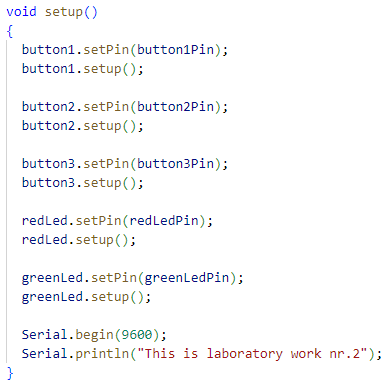 void setup()
{
  button1.setPin(button1Pin);
  button1.setup();

  button2.setPin(button2Pin);
  button2.setup();

  button3.setPin(button3Pin);
  button3.setup();

  redLed.setPin(redLedPin);
  redLed.setup();

  greenLed.setPin(greenLedPin);
  greenLed.setup();

  Serial.begin(9600);
  Serial.println("This is laboratory work nr.2");
}